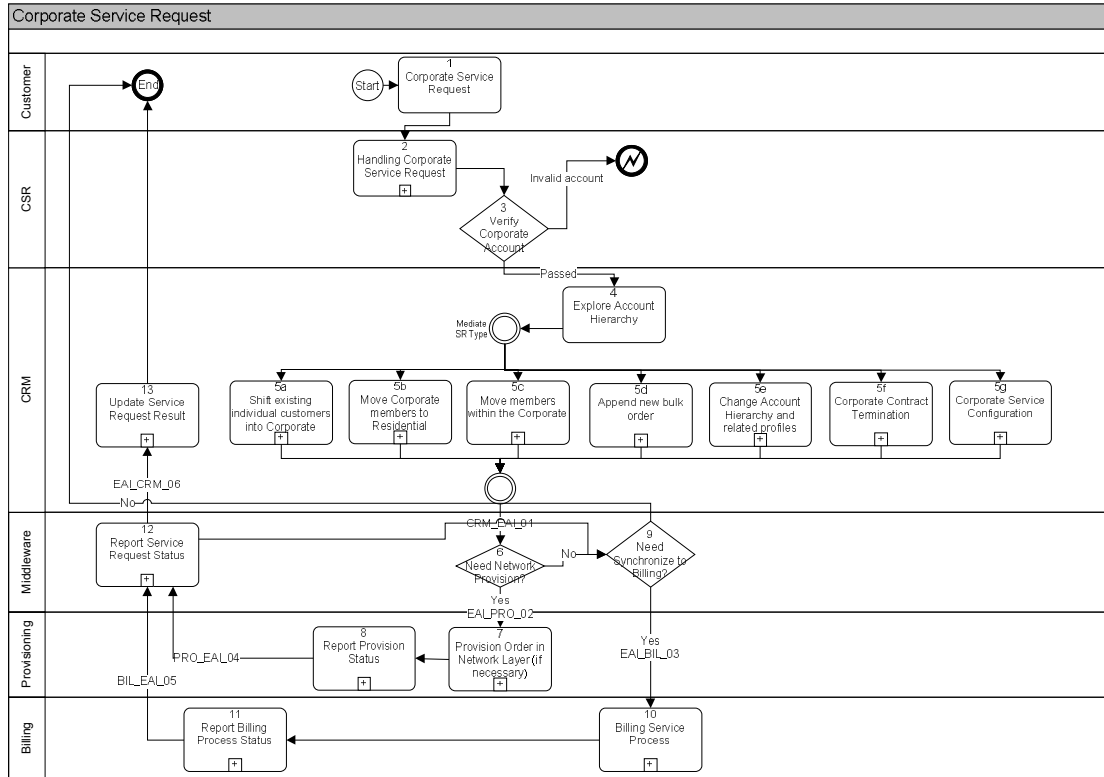 Corporate Service Request
Customer
End
Start
1
Corporate Service
Request
CSR
2
Handling Corporate
Service Request
+
Invalid account
3
Verify
Corporate
Account
Passed
CRM
4
Explore Account
Hierarchy
Mediate
SR Type
13
Update Service
Request Result
+
5a
Shift existing
individual customers
into Corporate
+
5b
Move Corporate
members to
Residential
+
5c
Move members
within the Corporate
+
5d
Append new bulk
order
+
5e
Change Account
Hierarchy and
related profiles
+
5f
Corporate Contract
Termination
+
5g
Corporate Service
Configuration
+
EAI_CRM_06
No
Middleware
12
Report Service
Request Status
+
CRM_EAI_01
6
Need Network
Provision?
No
9
Need
Synchronize to
Billing?
Yes
EAI_PRO_02
Provisioning
8
Report Provision
Status
+
7
Provision Order in
Network Layer (if
necessary)
+
Yes
EAI_BIL_03
PRO_EAI_04
BIL_EAI_05
Billing
11
Report Billing
Process Status
+
10
Billing Service
Process
+